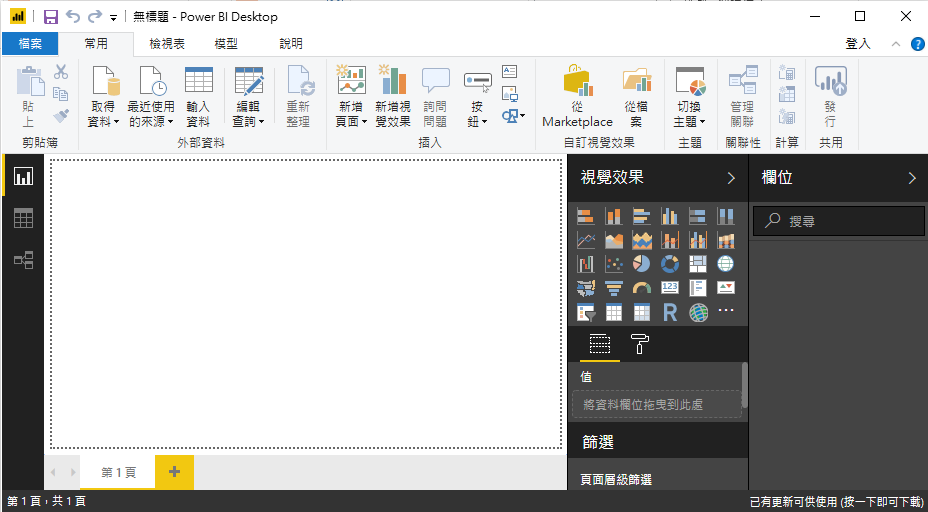 無標題 - Power BI Desktop
檔案
常用
檢視表
模型
說明
登入
貼
上
取得
資料
最近使用
的來源
輸入
資料
編輯
查詢
重新
整理
新增
頁面
新增視
覺效果
詢問
問題
按
鈕
從
Marketplace
從檔
案
切換
主題
管理
關聯
發
行
剪貼簿
外部資料
插入
自訂視覺效果
主題
關聯性
計算
共用
視覺效果
欄位
搜尋
123
R
值
將資料欄位拖曳到此處
篩選
頁面層級篩選
第 1 頁
第 1 頁，共 1 頁
已有更新可供使用 (按一下即可下載)